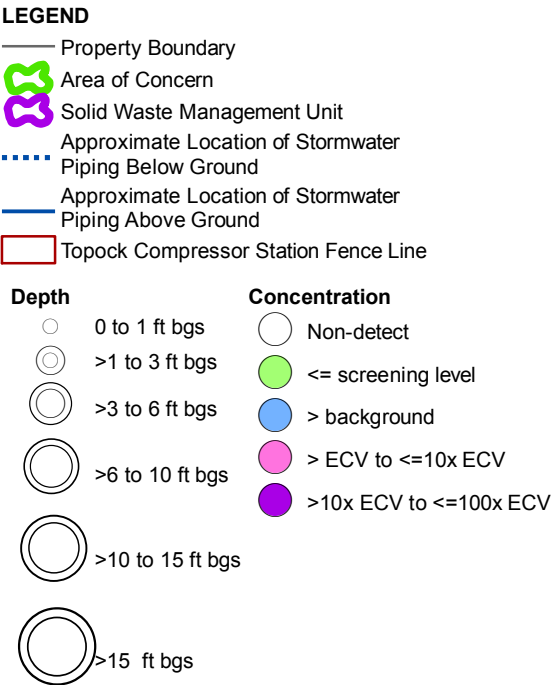 LEGEND
Property Boundary
Area of Concern
Solid Waste Management Unit
Approximate Location of Stormwater
Piping Below Ground
Approximate Location of Stormwater
Piping Above Ground
Topock Compressor Station Fence Line
Depth
0 to 1 ft bgs
>1 to 3 ft bgs
>3 to 6 ft bgs
>6 to 10 ft bgs
>10 to 15 ft bgs
>15 ft bgs
Concentration
Non-detect
<= screening level
> background
> ECV to <=10x ECV
>10x ECV to <=100x ECV